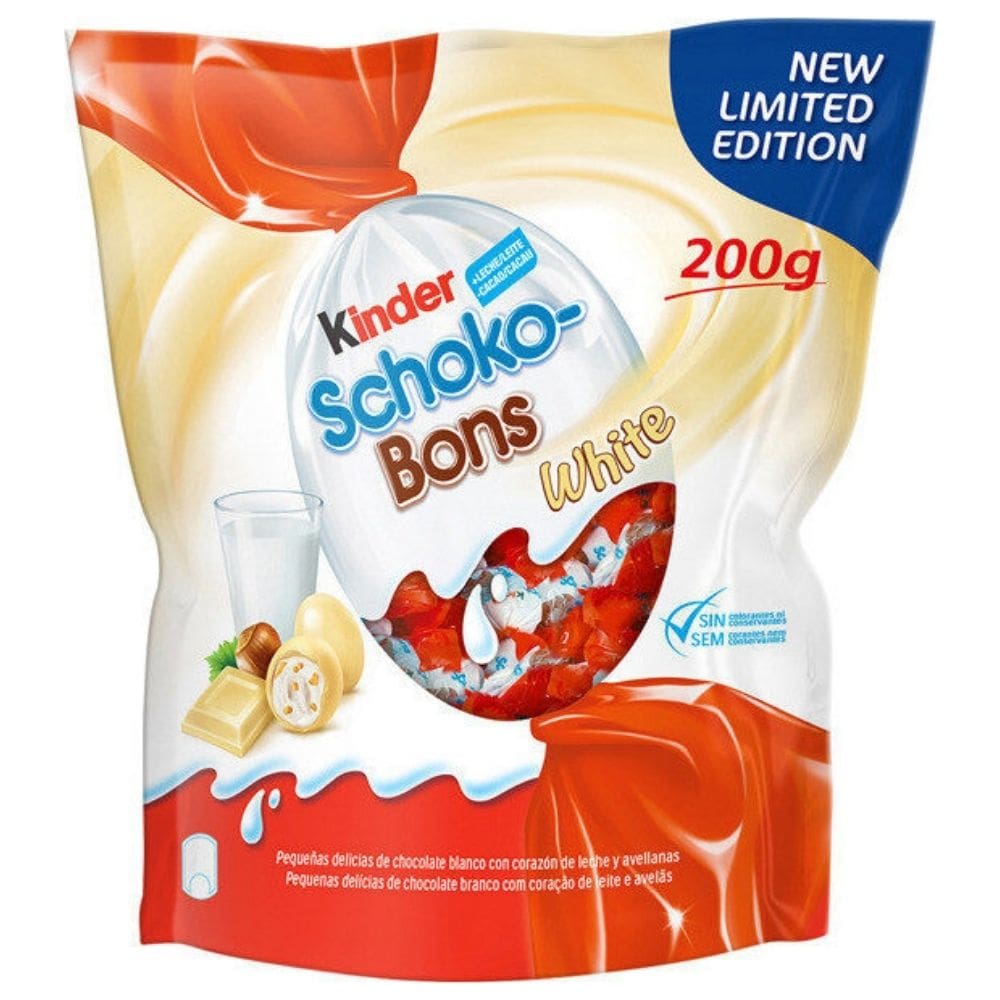 NEW
LIMITED
EDITION
200g
+LECHE/LEITE
-CACAO/CACAU
Kinder
Schoko-
Bons
White
SIN colorantes ni
conservantes
SEM corantes nem
conservantes
Pequeñas delicias de chocolate blanco con corazón de leche y avellanas
Pequenas delícias de chocolate branco com coração de leite e avelãs